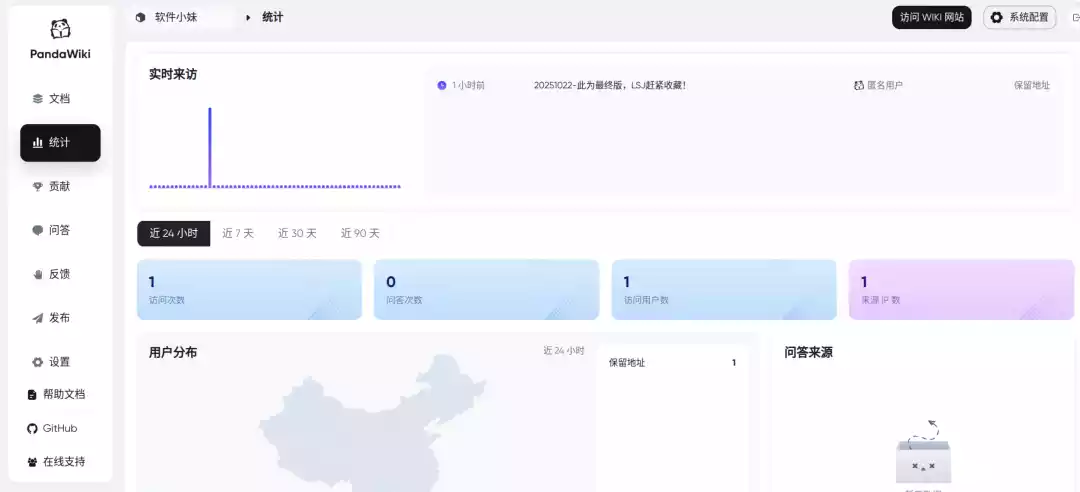 软件小妹
统计
访问 WIKI 网站
系统配置
PandaWiki
文档
统计
贡献
问答
反馈
发布
设置
帮助文档
GitHub
在线支持
实时来访
1 小时前
20251022-此为最终版，LSJ赶紧收藏！
匿名用户
保留地址
近 24 小时
近 7 天
近 30 天
近 90 天
1
访问次数
0
问答次数
1
访问用户数
1
来源 IP 数
用户分布
近 24 小时
保留地址
1
问答来源